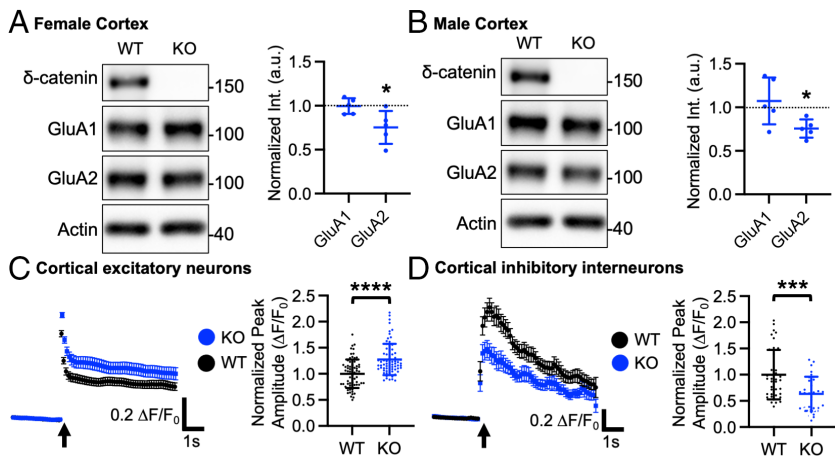 A Female Cortex
WT KO
δ-catenin
-150
GluA1
-100
GluA2
-100
Actin
-40
Normalized Int. (a.u.)
1.5
1.0
0.5
0.0
*
GluA1
GluA2
B Male Cortex
WT KO
δ-catenin
-150
GluA1
-100
GluA2
-100
Actin
-40
Normalized Int. (a.u.)
1.5
1.0
0.5
0.0
*
GluA1
GluA2
C Cortical excitatory neurons
KO
WT
0.2 ΔF/F0
1s
Normalized Peak
Amplitude (ΔF/F0)
2.5
2.0
1.5
1.0
0.5
0.0
****
WT KO
D Cortical inhibitory interneurons
WT
KO
0.2 ΔF/F0
1s
Normalized Peak
Amplitude (ΔF/F0)
2.5
2.0
1.5
1.0
0.5
0.0
***
WT KO